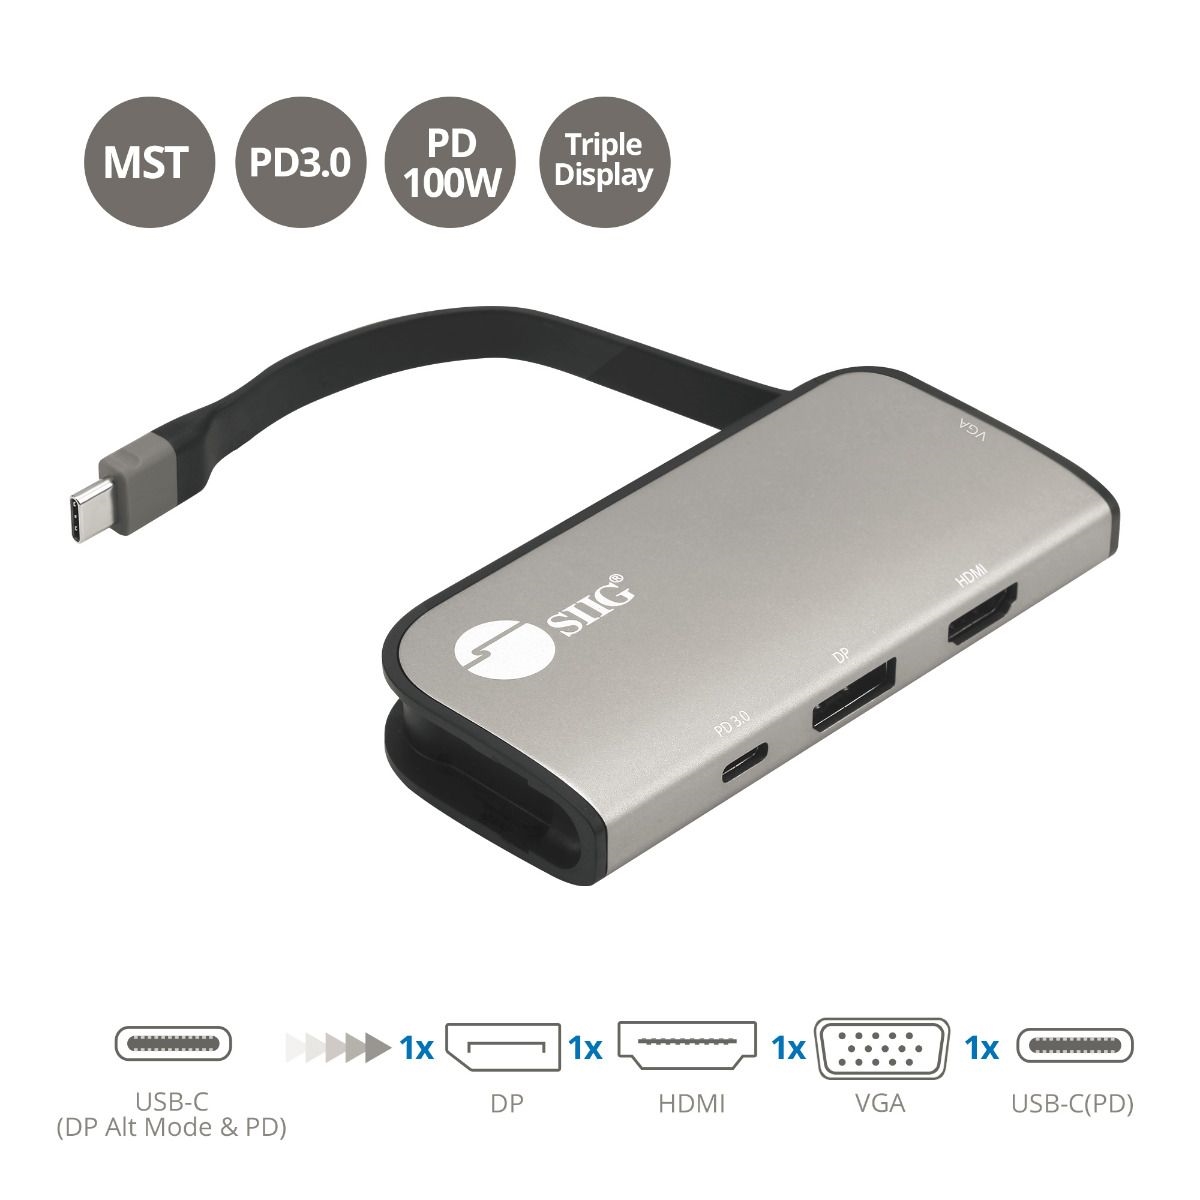 MST
PD3.0
PD
100W
Triple
Display
VGA
HDMI
DP
PD 3.0
SIIG®
1x
1x
1x
1x
USB-C
(DP Alt Mode & PD)
DP
HDMI
VGA
USB-C(PD)